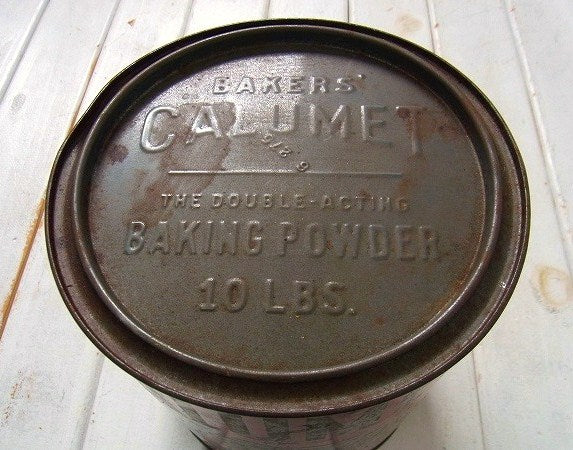 BAKERS'
CALUMET
THE DOUBLE-ACTING
BAKING POWDER
10 LBS.